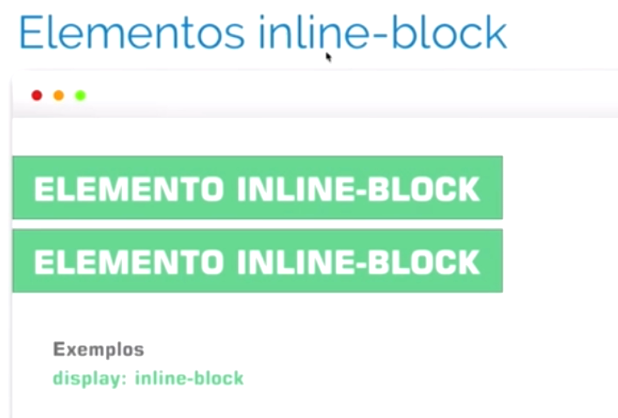 Elementos inline-block
ELEMENTO INLINE-BLOCK
ELEMENTO INLINE-BLOCK
Exemplos
display: inline-block